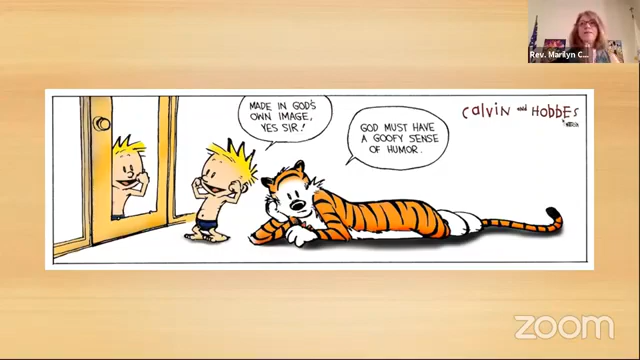 Rev. Marilyn C...
MADE IN GOD'S
OWN IMAGE,
YES SIR!
GOD MUST HAVE
A GOOFY SENSE
OF HUMOR.
CALVIN and HOBBES
zoom